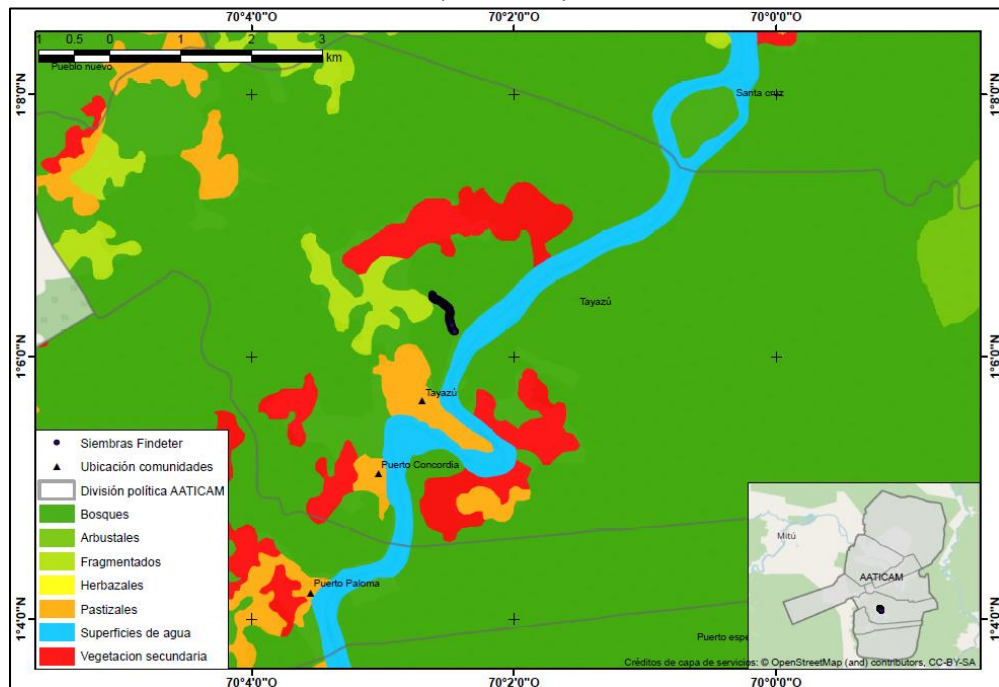 70°4'0"O 70°2'0"O 70°0'0"O
1 0.5 0 1 2 3
km
Pueblo nuevo
Santa cruz
1°8'0"N 1°8'0"N
Tayazú
1°6'0"N 1°6'0"N
Tayazú
Puerto Concordia
Puerto Paloma
Siembras Findeter
Ubicación comunidades
División política AATICAM
Bosques
Arbustales
Fragmentados
Herbazales
Pastizales
Superficies de agua
Vegetacion secundaria
Mitú
AATICAM
1°4'0"N 1°4'0"N
Puerto espe
Créditos de capa de servicios: © OpenStreetMap (and) contributors, CC-BY-SA
70°4'0"O 70°2'0"O 70°0'0"O